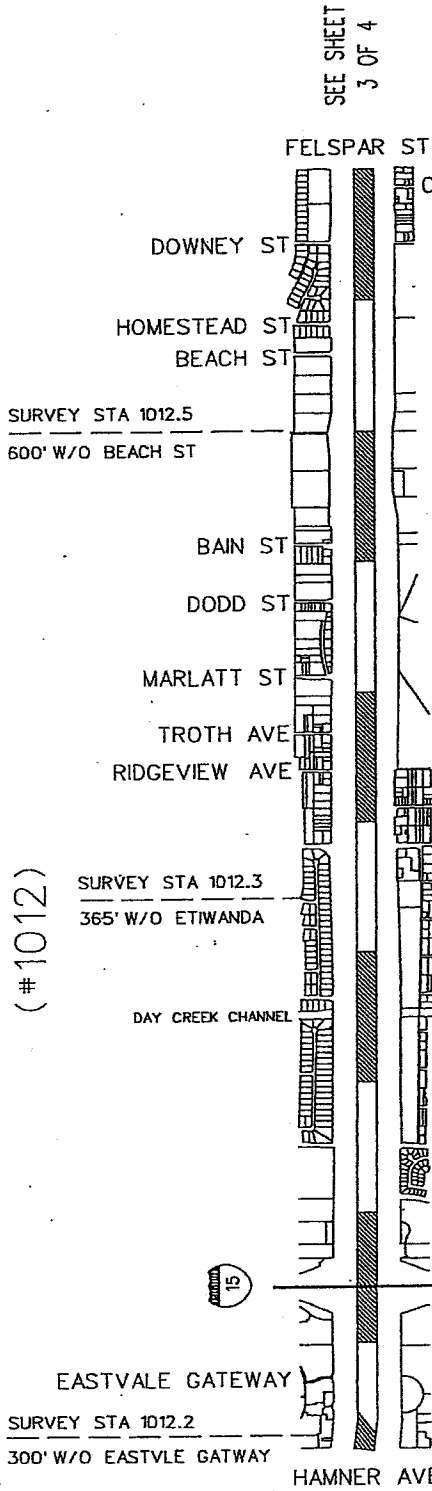 SEE SHEET
3 OF 4
FELSPAR ST
C
DOWNEY ST
HOMESTEAD ST
BEACH ST
SURVEY STA 1012.5
600' W/O BEACH ST
BAIN ST
DODD ST
MARLATT ST
TROTH AVE
RIDGEVIEW AVE
(#1012)
SURVEY STA 1012.3
365' W/O ETIWANDA
DAY CREEK CHANNEL
15
EASTVALE GATEWAY
SURVEY STA 1012.2
300' W/O EASTVLE GATWAY
HAMNER AVE